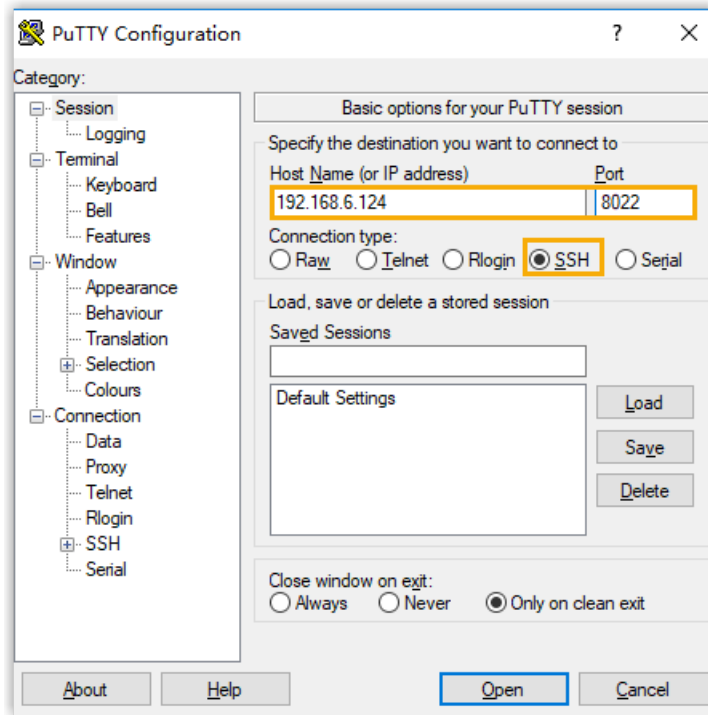 PuTTY Configuration
?
Category:
Session
Logging
Terminal
Keyboard
Bell
Features
Window
Appearance
Behaviour
Translation
Selection
Colours
Connection
Data
Proxy
Telnet
Rlogin
SSH
Serial
Basic options for your PuTTY session
Specify the destination you want to connect to
Host Name (or IP address) Port
192.168.6.124 8022
Connection type:
Raw Telnet Rlogin SSH Serial
Load, save or delete a stored session
Saved Sessions
Default Settings
Load
Save
Delete
Close window on exit:
Always Never Only on clean exit
About Help Open Cancel